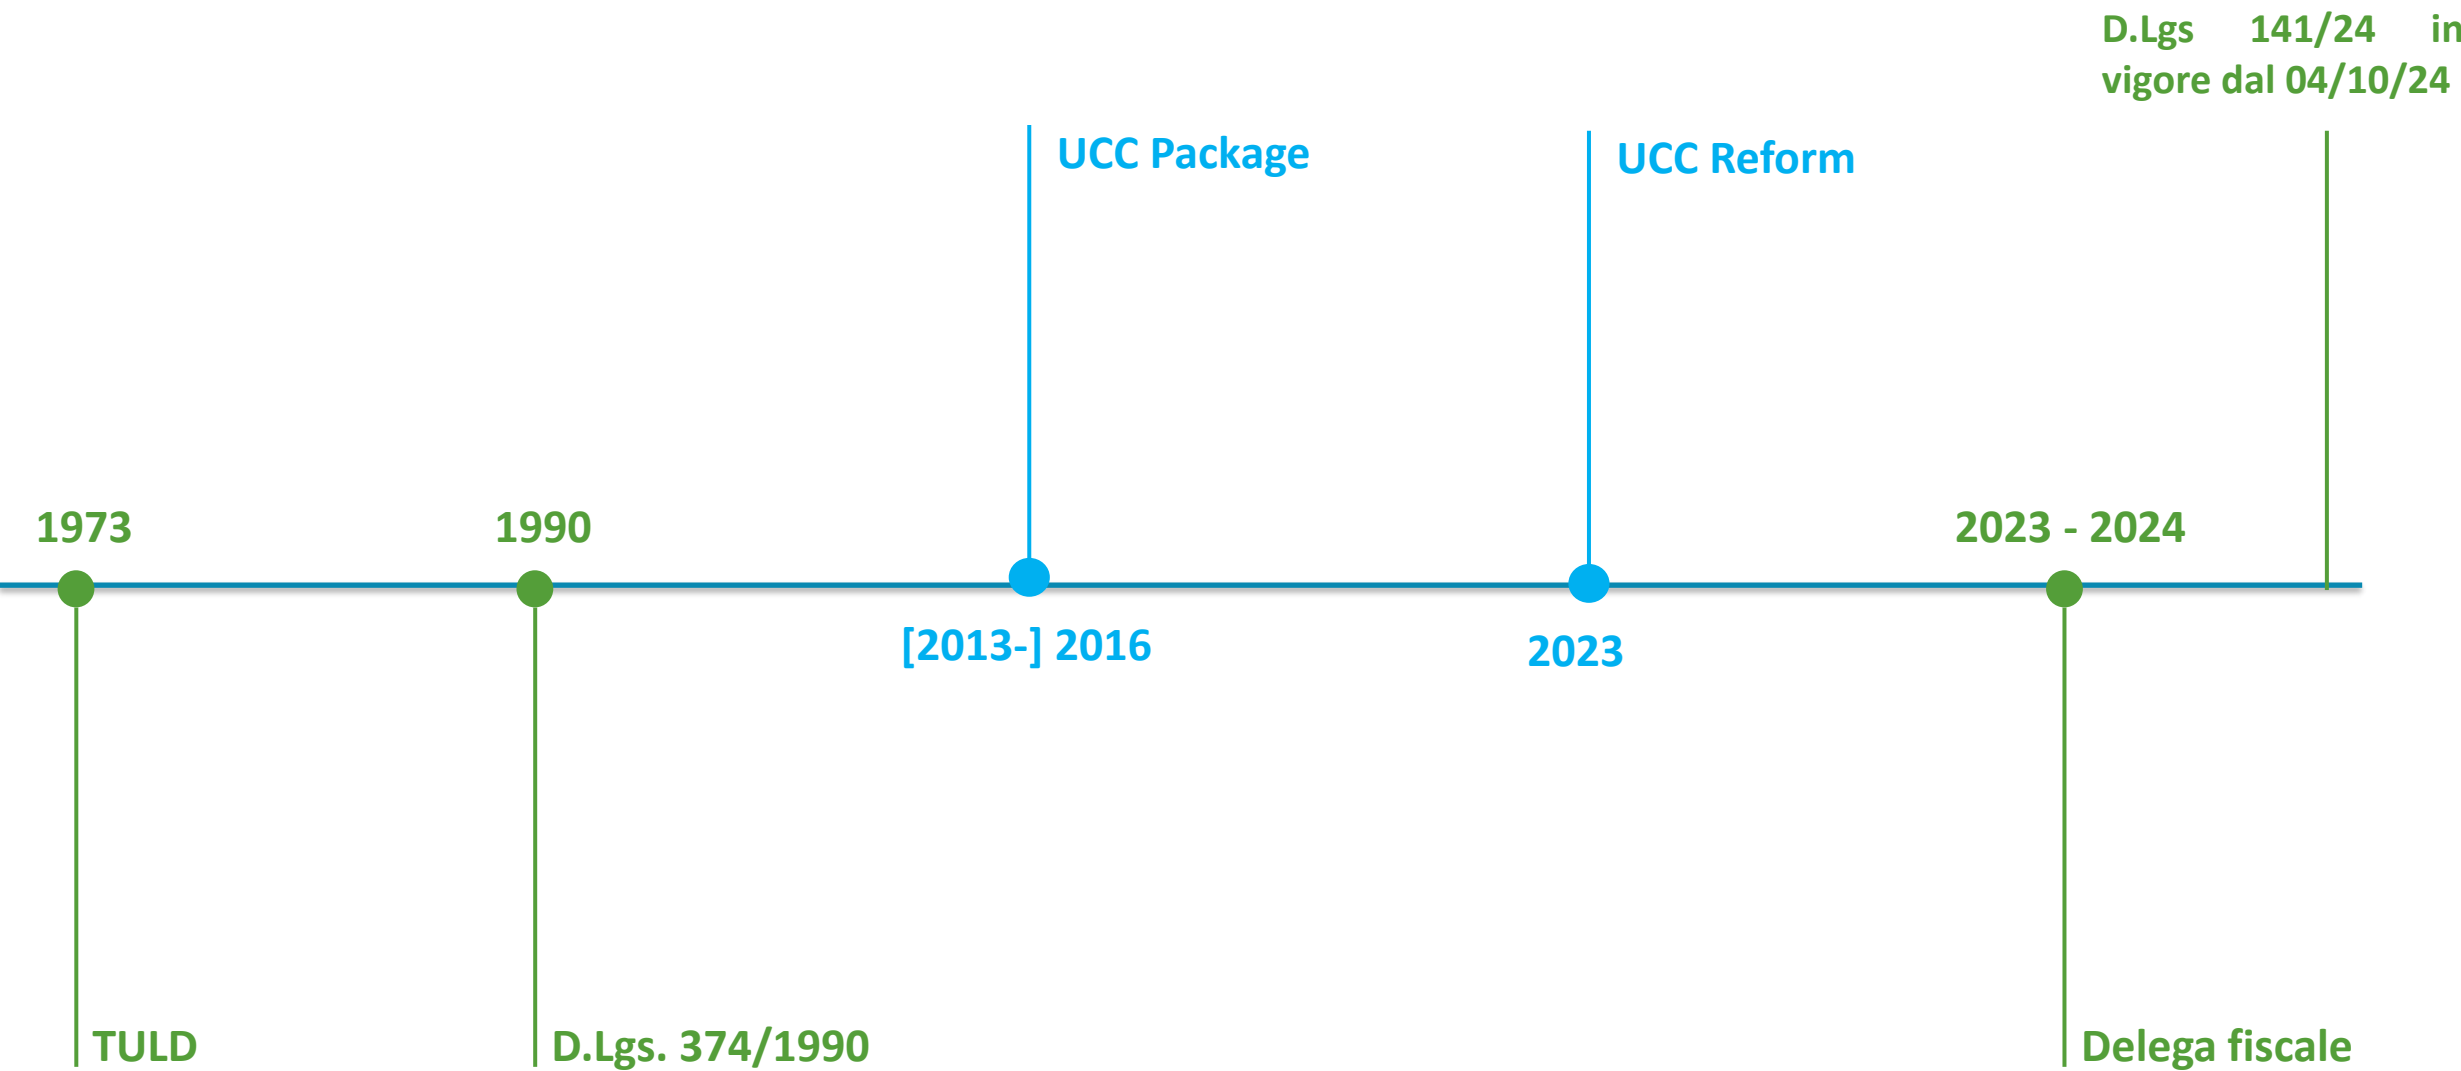 D.Lgs 141/24 in
vigore dal 04/10/24
UCC Package
UCC Reform
1973
1990
2023 - 2024
[2013-] 2016
2023
TULD
D.Lgs. 374/1990
Delega fiscale